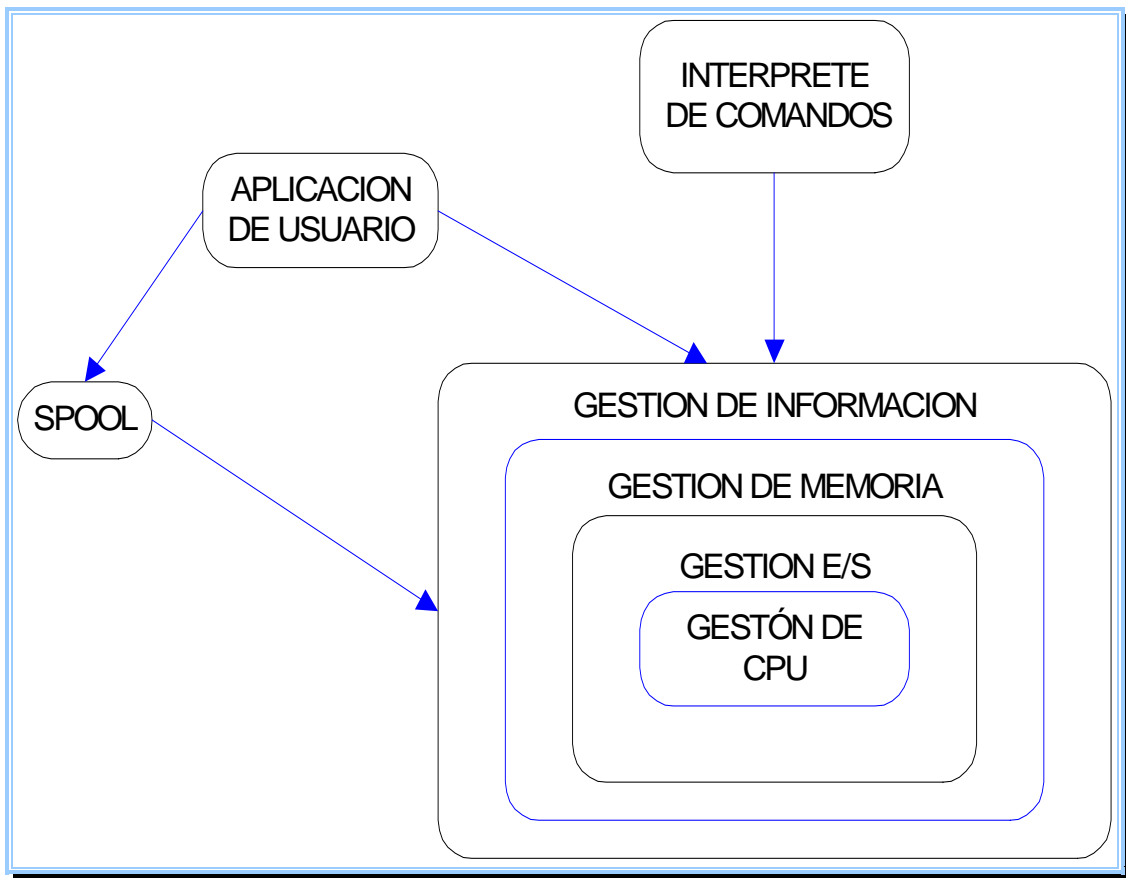 INTERPRETE
DE COMANDOS
APLICACION
DE USUARIO
SPOOL
GESTION DE INFORMACION
GESTION DE MEMORIA
GESTION E/S
GESTÓN DE
CPU